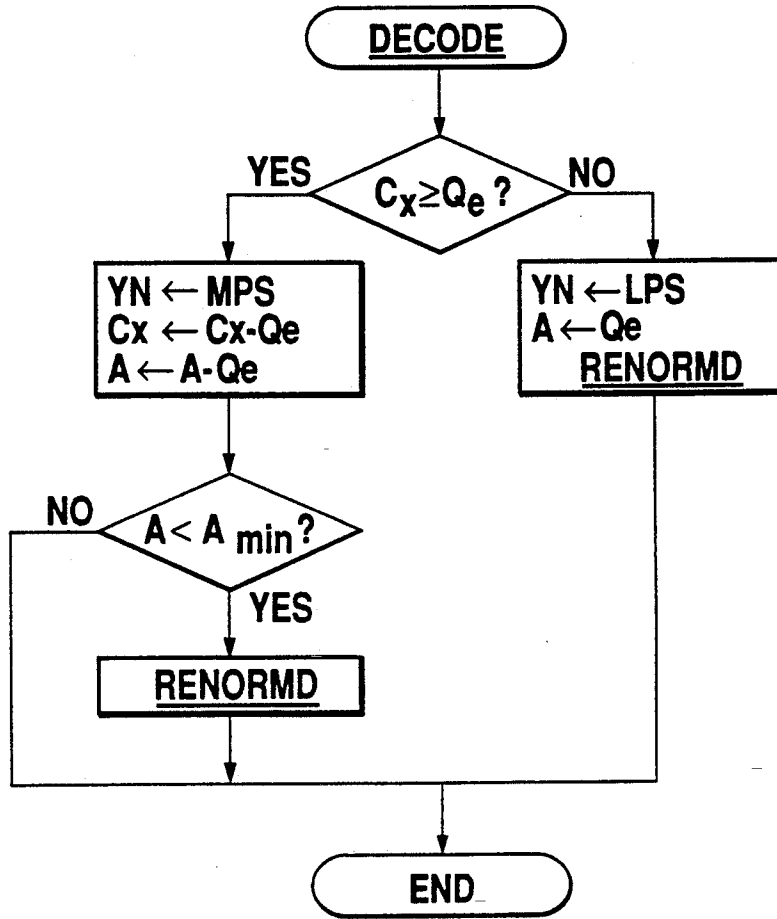 DECODE
YES
NO
Cx≥Qe?
YN ← MPS
Cx ← Cx-Qe
A ← A-Qe
YN ← LPS
A ← Qe
RENORMD
NO
A < A min?
YES
RENORMD
END